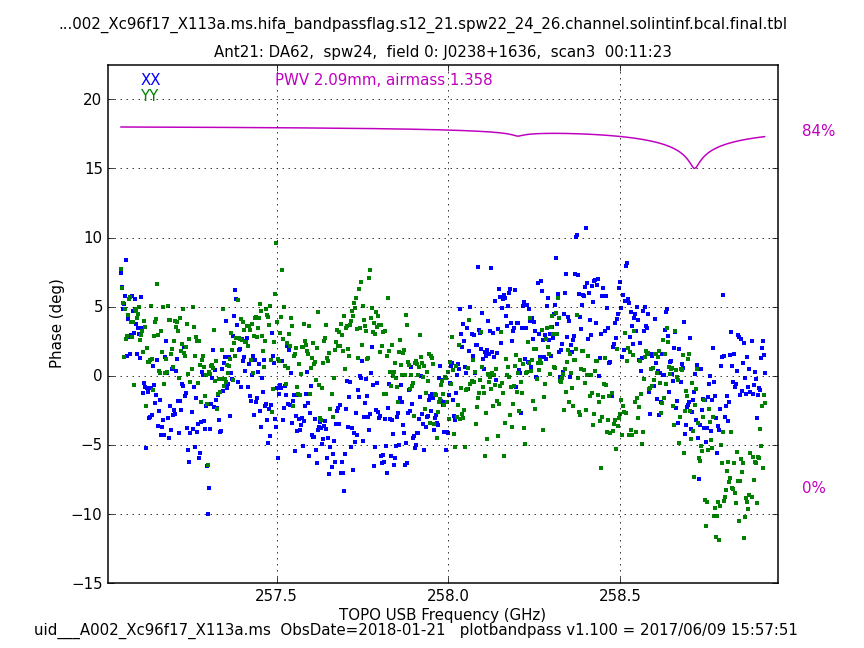 ...002_Xc96f17_X113a.ms.hifa_bandpassflag.s12_21.spw22_24_26.channel.solintinf.bcal.final.tbl
Ant21: DA62,  spw24,  field 0: J0238+1636,  scan3  00:11:23
XX
PWV 2.09mm, airmass 1.358
YY
20
84%
15
10
5
Phase (deg)
0
−5
0%
−10
−15
257.5
258.0
258.5
TOPO USB Frequency (GHz)
uid___A002_Xc96f17_X113a.ms  ObsDate=2018-01-21   plotbandpass v1.100 = 2017/06/09 15:57:51